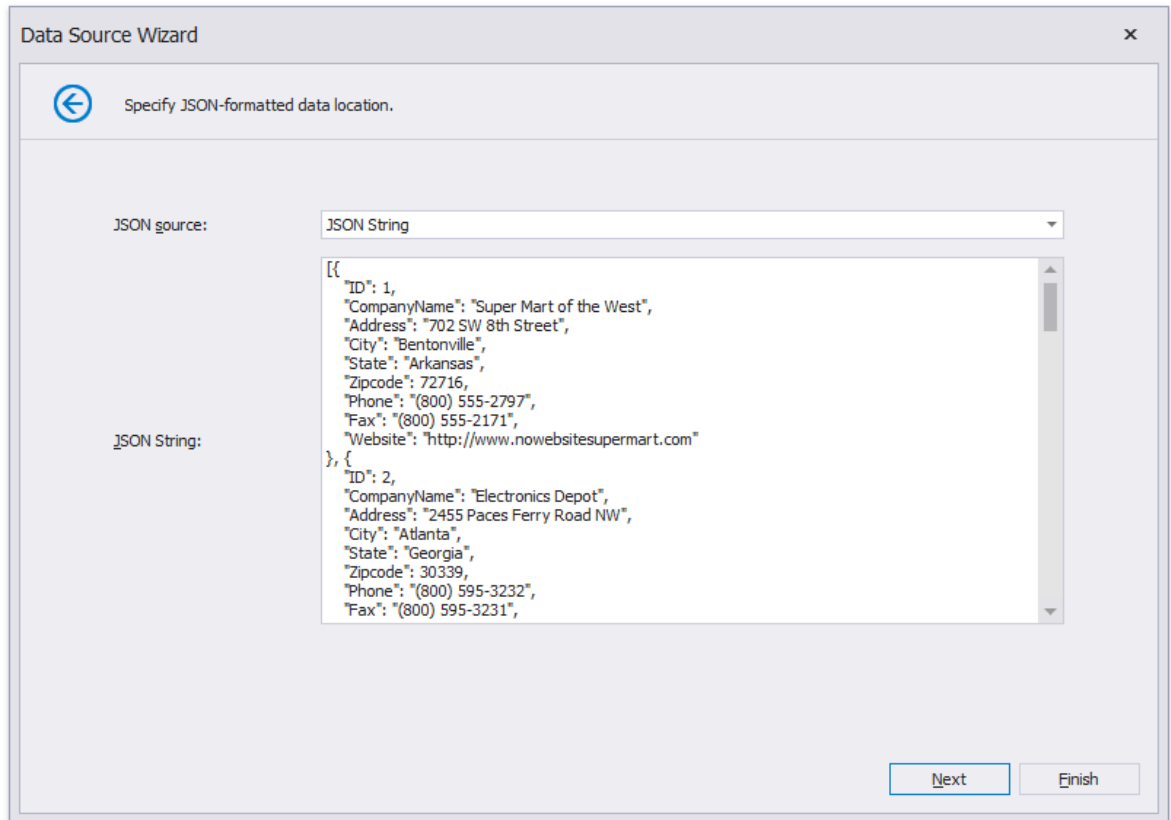 Data Source Wizard
Specify JSON-formatted data location.
JSON source: JSON String
JSON String:
[{
"ID": 1,
"CompanyName": "Super Mart of the West",
"Address": "702 SW 8th Street",
"City": "Bentonville",
"State": "Arkansas",
"Zipcode": 72716,
"Phone": "(800) 555-2797",
"Fax": "(800) 555-2171",
"Website": "http://www.nowebsitesupermart.com"
}, {
"ID": 2,
"CompanyName": "Electronics Depot",
"Address": "2455 Paces Ferry Road NW",
"City": "Atlanta",
"State": "Georgia",
"Zipcode": 30339,
"Phone": "(800) 595-3232",
"Fax": "(800) 595-3231",
Next Finish